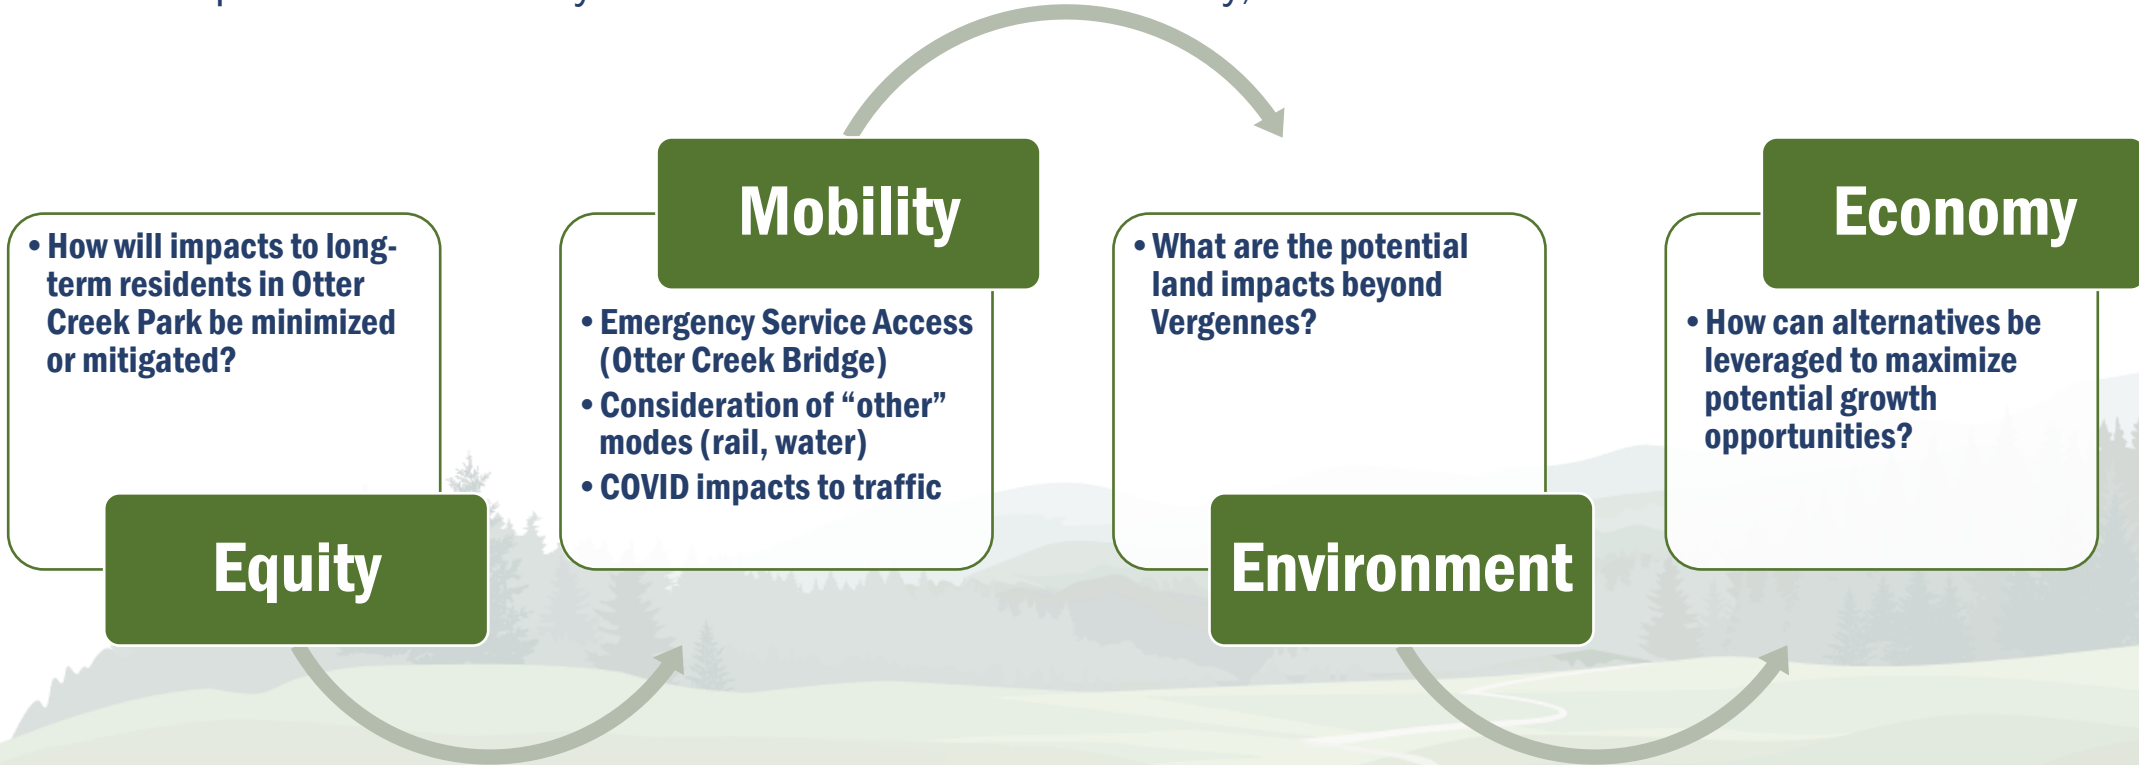 • How will impacts to long-
term residents in Otter
Creek Park be minimized
or mitigated?
Equity
Mobility
• Emergency Service Access
(Otter Creek Bridge)
• Consideration of “other”
modes (rail, water)
• COVID impacts to traffic
• What are the potential
land impacts beyond
Vergennes?
Environment
Economy
• How can alternatives be
leveraged to maximize
potential growth
opportunities?